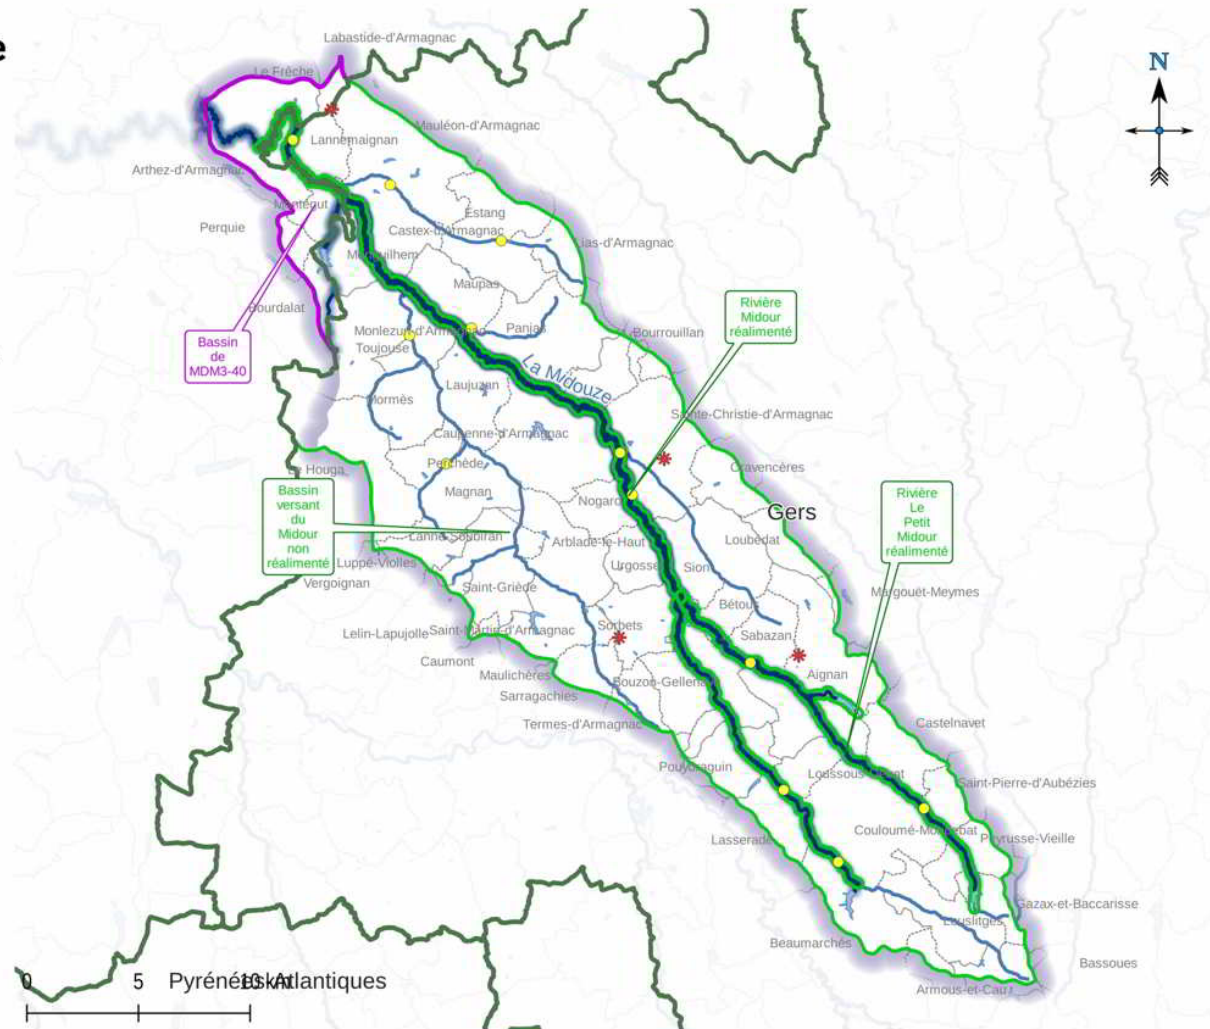 e
Labastide-d'Armagnac
N
Le Frêche
Mauléon-d'Armagnac
Lannemaignan
Arthez-d'Armagnac
Montégut
Estang
Perquie
Castex-d'Armagnac
Lias-d'Armagnac
Monguilhem
Maupas
Bourdalat
Rivière
Midour
réalimenté
Monlezun-d'Armagnac
Panjas
Bourrouillan
Bassin
de
MDM3-40
Toujouse
La Midouze
Laujuzan
Mormès
Sainte-Christie-d'Armagnac
Caupenne-d'Armagnac
Perchède
Le Houga
Cravencères
Bassin
versant
du
Midour
non
réalimenté
Magnan
Nogaro
Gers
Rivière
Le
Petit
Midour
réalimenté
Lanne-Soubiran
Arblade-le-Haut
Loubédat
Luppé-Violles
Urgosse
Sion
Vergoignan
Saint-Griède
Margouët-Meymes
Bétous
Lelin-Lapujolle
Saint-Martin-d'Armagnac
Sorbets
Sabazan
Caumont
Maulichères
Aignan
Bouzon-Gellenave
Sarragachies
Termes-d'Armagnac
Castelnavet
Pouydraguin
Loussous-Débat
Saint-Pierre-d'Aubézies
Lasserade
Couloumé-Mondebat
Peyrusse-Vieille
Gazax-et-Baccarisse
Louslitges
Beaumarchés
Bassoues
Armous-et-Cau
0 5 10 km
Pyrénées-Atlantiques